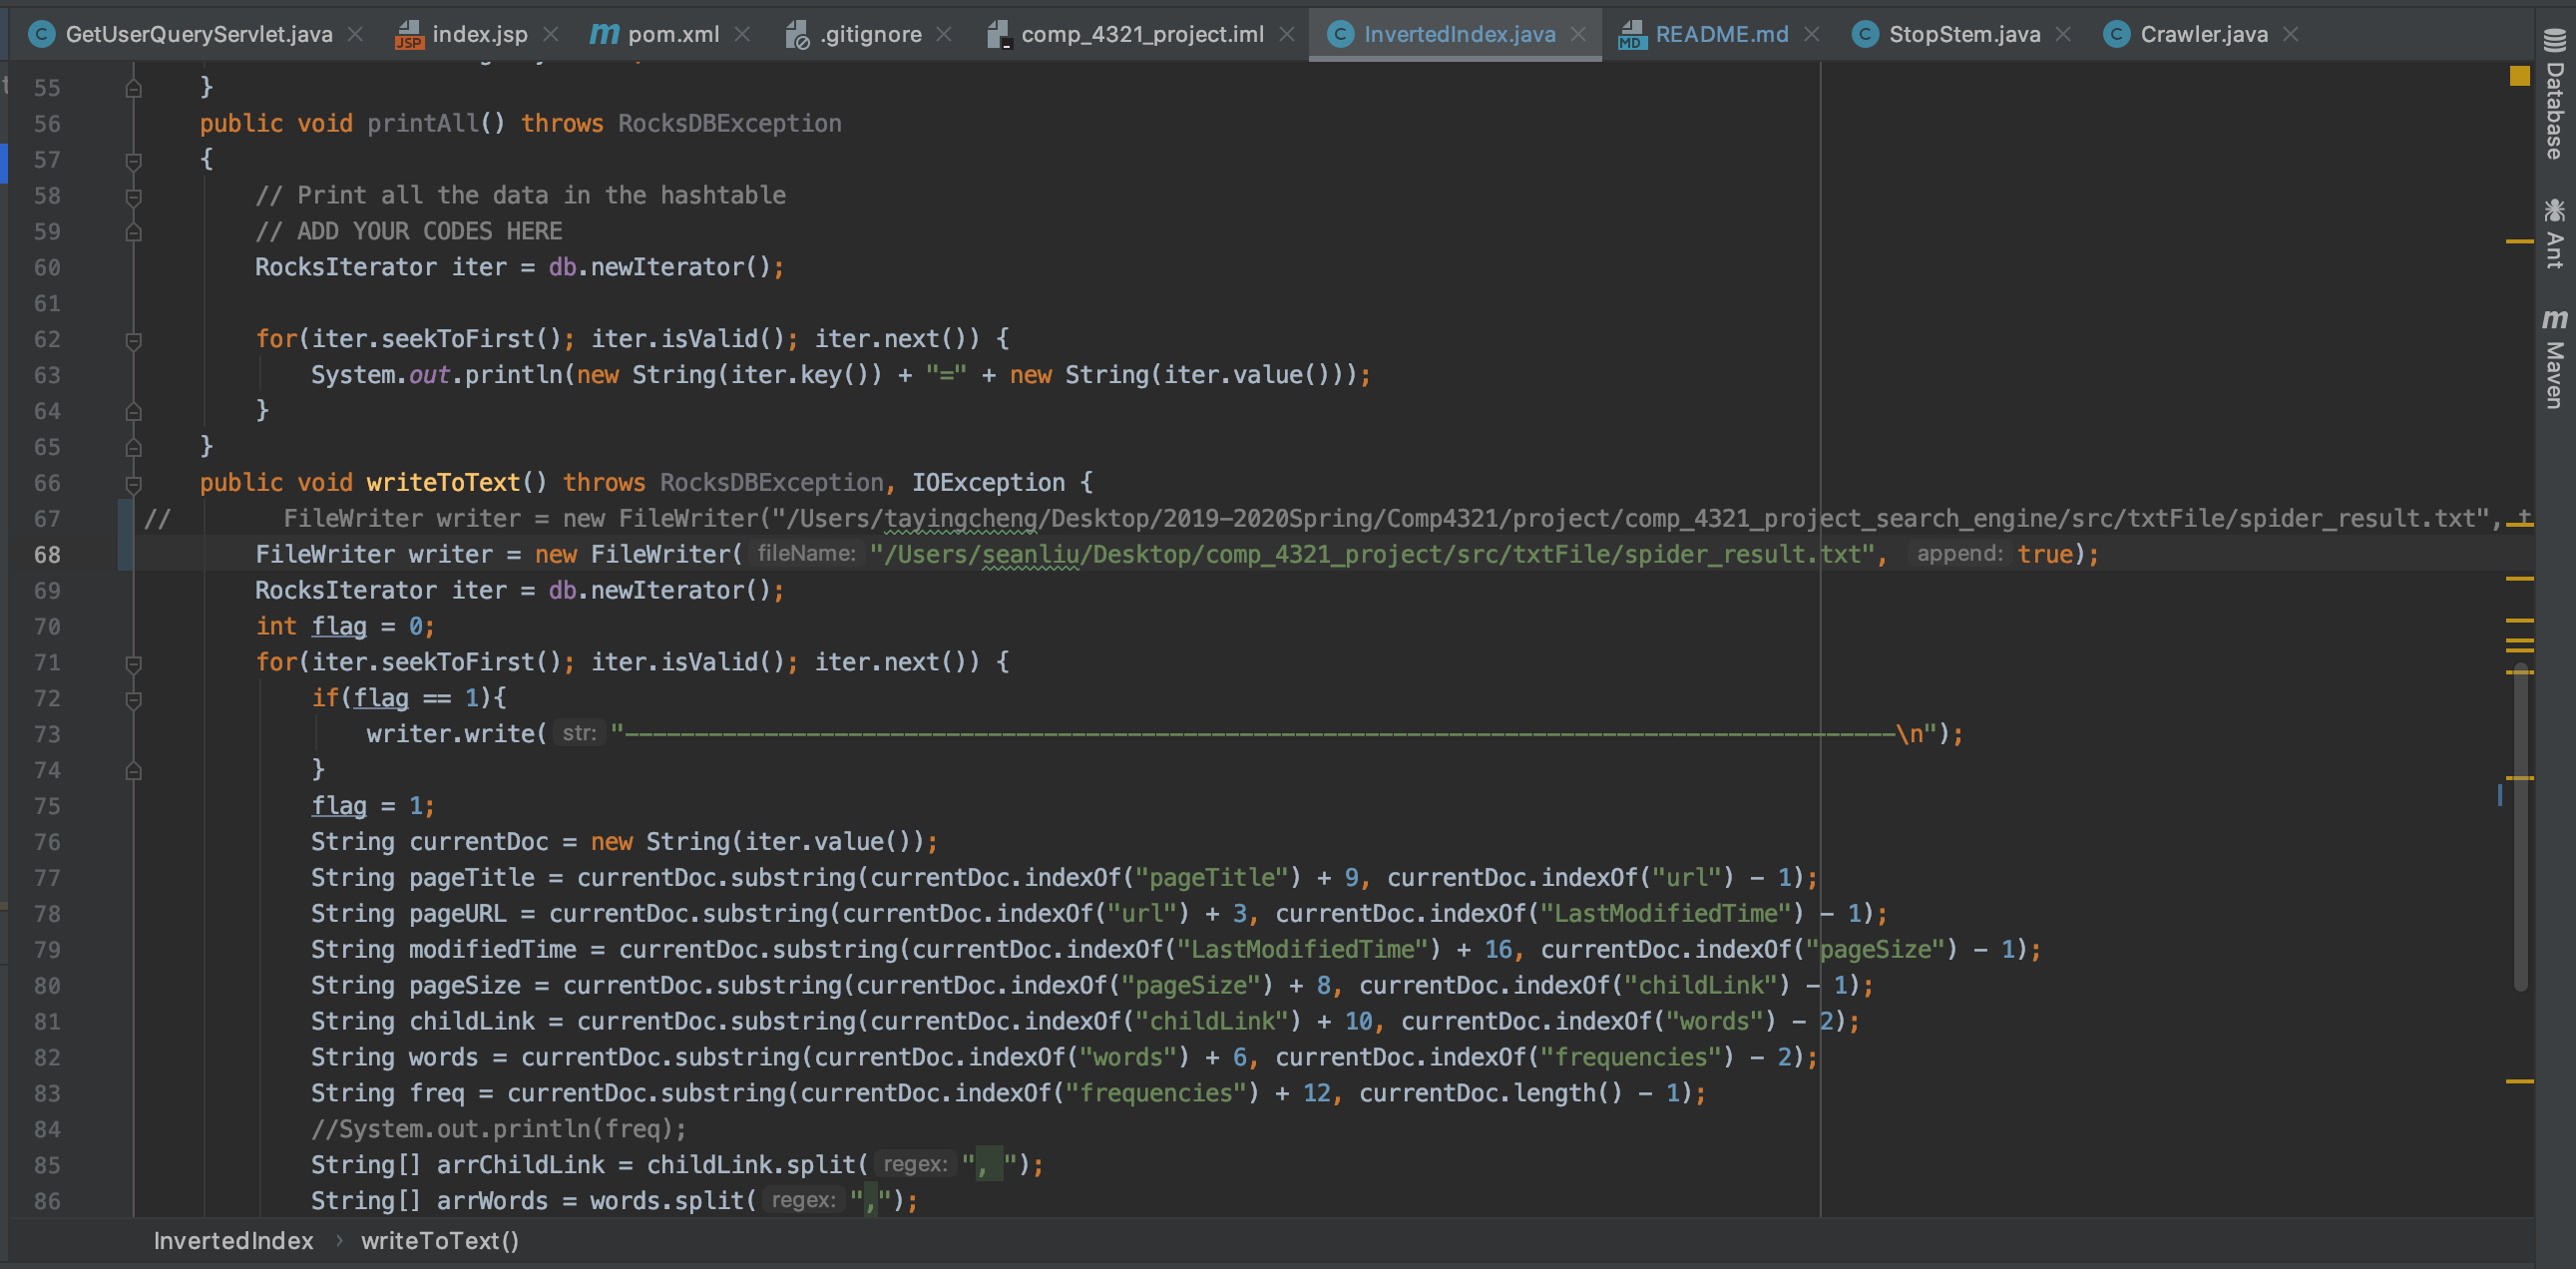 GetUserQueryServlet.java index.jsp pom.xml .gitignore comp_4321_project.iml InvertedIndex.java README.md StopStem.java Crawler.java
55 }
56 public void printAll() throws RocksDBException
57 {
58 // Print all the data in the hashtable
59 // ADD YOUR CODES HERE
60 RocksIterator iter = db.newIterator();
61
62 for(iter.seekToFirst(); iter.isValid(); iter.next()) {
63 System.out.println(new String(iter.key()) + "=" + new String(iter.value()));
64 }
65 }
66 public void writeToText() throws RocksDBException, IOException {
67 // FileWriter writer = new FileWriter("/Users/tayingcheng/Desktop/2019-2020Spring/Comp4321/project/comp_4321_project_search_engine/src/txtFile/spider_result.txt", t
68 FileWriter writer = new FileWriter( fileName: "/Users/seanliu/Desktop/comp_4321_project/src/txtFile/spider_result.txt", append: true);
69 RocksIterator iter = db.newIterator();
70 int flag = 0;
71 for(iter.seekToFirst(); iter.isValid(); iter.next()) {
72 if(flag == 1){
73 writer.write( str: "-------------------------------------------------------------------------------------------\n");
74 }
75 flag = 1;
76 String currentDoc = new String(iter.value());
77 String pageTitle = currentDoc.substring(currentDoc.indexOf("pageTitle") + 9, currentDoc.indexOf("url") - 1);
78 String pageURL = currentDoc.substring(currentDoc.indexOf("url") + 3, currentDoc.indexOf("LastModifiedTime") - 1);
79 String modifiedTime = currentDoc.substring(currentDoc.indexOf("LastModifiedTime") + 16, currentDoc.indexOf("pageSize") - 1);
80 String pageSize = currentDoc.substring(currentDoc.indexOf("pageSize") + 8, currentDoc.indexOf("childLink") - 1);
81 String childLink = currentDoc.substring(currentDoc.indexOf("childLink") + 10, currentDoc.indexOf("words") - 2);
82 String words = currentDoc.substring(currentDoc.indexOf("words") + 6, currentDoc.indexOf("frequencies") - 2);
83 String freq = currentDoc.substring(currentDoc.indexOf("frequencies") + 12, currentDoc.length() - 1);
84 //System.out.println(freq);
85 String[] arrChildLink = childLink.split( regex: ", ");
86 String[] arrWords = words.split( regex: ",");
InvertedIndex › writeToText()
Database
Ant
m Maven